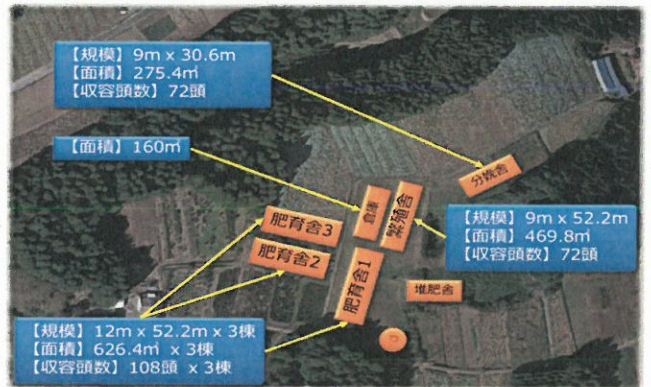 【規模】9m x 30.6m
【面積】275.4㎡
【収容頭数】72頭
【面積】160㎡
分娩舎
倉庫
繁殖舎
肥育舎3
肥育舎2
肥育舎1
堆肥舎
【規模】9m x 52.2m
【面積】469.8㎡
【収容頭数】72頭
【規模】12m x 52.2m x 3棟
【面積】626.4㎡ x 3棟
【収容頭数】108頭 x 3棟